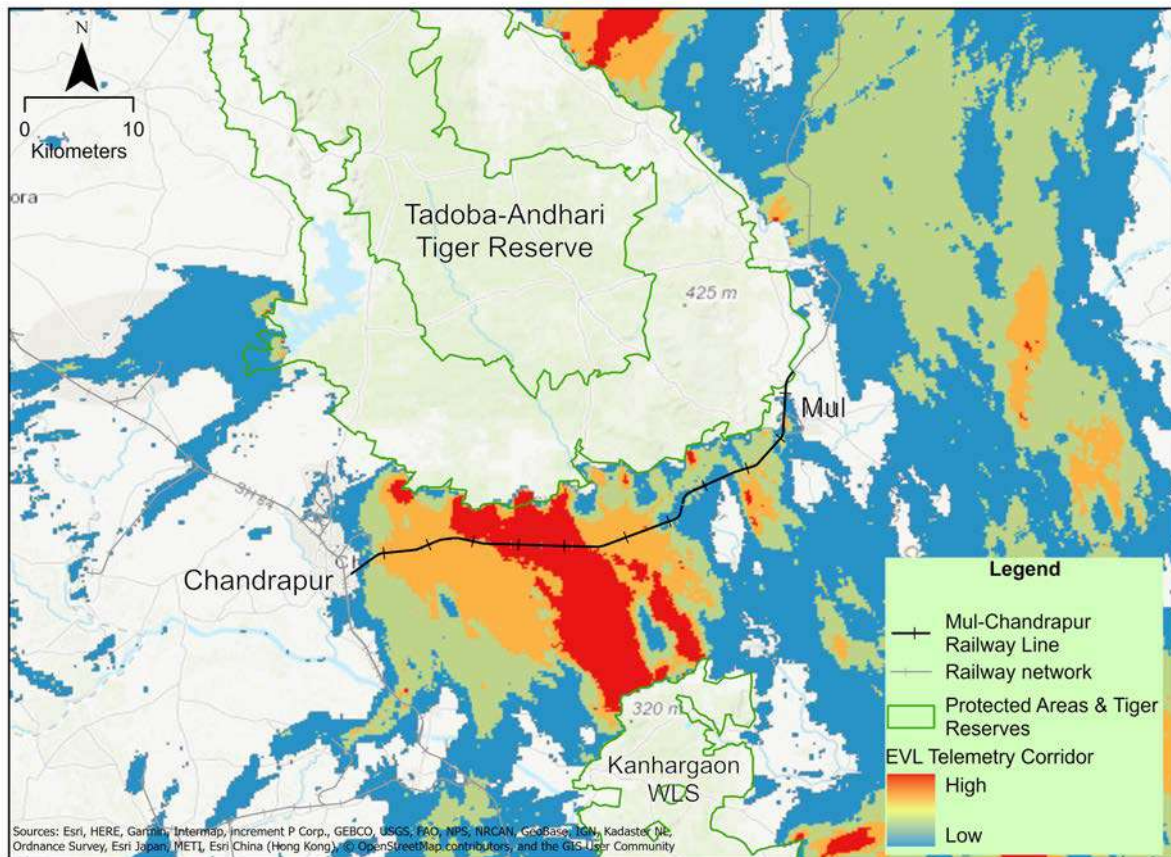 N
0 10
Kilometers
ora
Tadoba-Andhari
Tiger Reserve
425 m
Mul
SH 64
Chandrapur
320 m
Kanhargaon
WLS
Legend
Mul-Chandrapur
Railway Line
Railway network
Protected Areas & Tiger
Reserves
EVL Telemetry Corridor
High
Low
Sources: Esri, HERE, Garmin, Intermap, increment P Corp., GEBCO, USGS, FAO, NPS, NRCAN, GeoBase, IGN, Kadaster NL,
Ordnance Survey, Esri Japan, METI, Esri China (Hong Kong), © OpenStreetMap contributors, and the GIS User Community